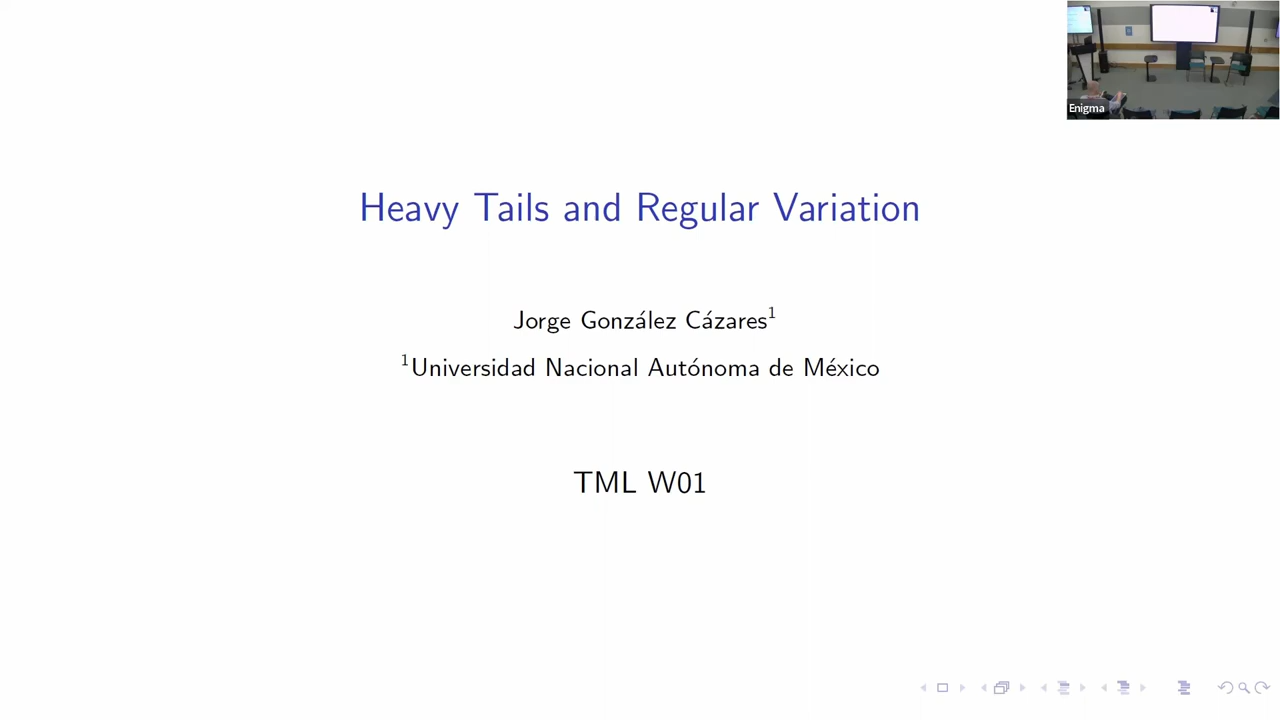 Enigma
Heavy Tails and Regular Variation
Jorge González Cázares¹
¹Universidad Nacional Autónoma de México
TML W01